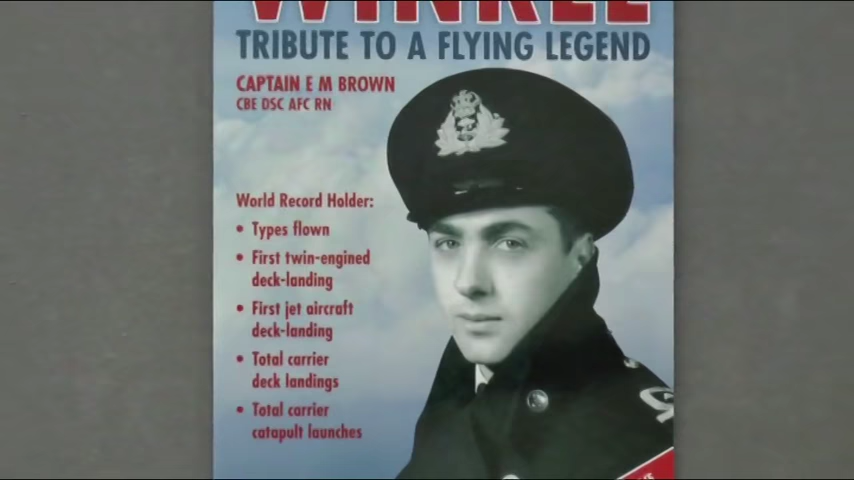 WINKLE
TRIBUTE TO A FLYING LEGEND
CAPTAIN E M BROWN
CBE DSC AFC RN
World Record Holder:
• Types flown
• First twin-engined
deck-landing
• First jet aircraft
deck-landing
• Total carrier
deck landings
• Total carrier
catapult launches